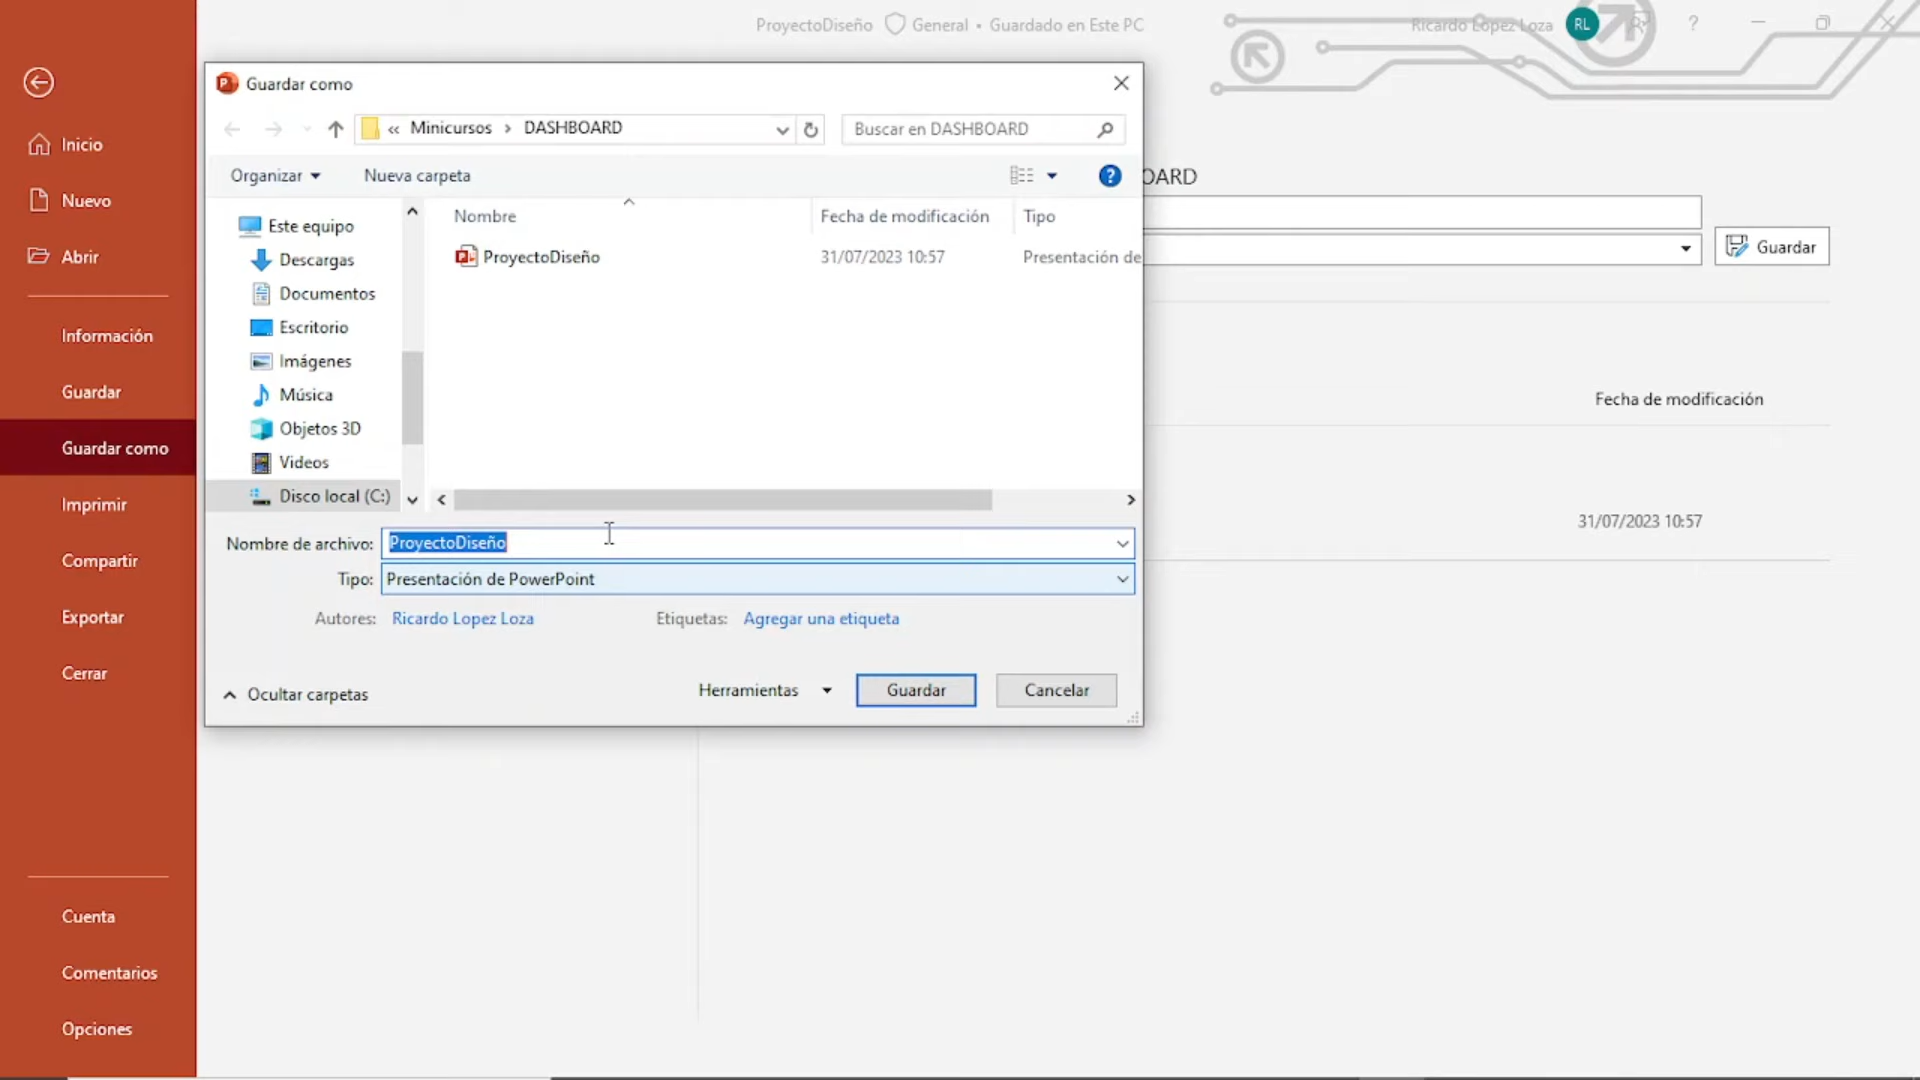 ProyectoDiseño General • Guardado en Este PC
Ricardo Lopez Loza RL ?
Guardar como
« Minicursos > DASHBOARD
Buscar en DASHBOARD
Organizar
Nueva carpeta
?
Este equipo
Descargas
Documentos
Escritorio
Imágenes
Música
Objetos 3D
Videos
Disco local (C:)
Nombre Fecha de modificación Tipo
ProyectoDiseño 31/07/2023 10:57 Presentación de
Nombre de archivo: ProyectoDiseño
Tipo: Presentación de PowerPoint
Autores: Ricardo Lopez Loza Etiquetas: Agregar una etiqueta
Ocultar carpetas
Herramientas Guardar Cancelar
Inicio
Nuevo
Abrir
Información
Guardar
Guardar como
Imprimir
Compartir
Exportar
Cerrar
Cuenta
Comentarios
Opciones
OARD
Guardar
Fecha de modificación
31/07/2023 10:57